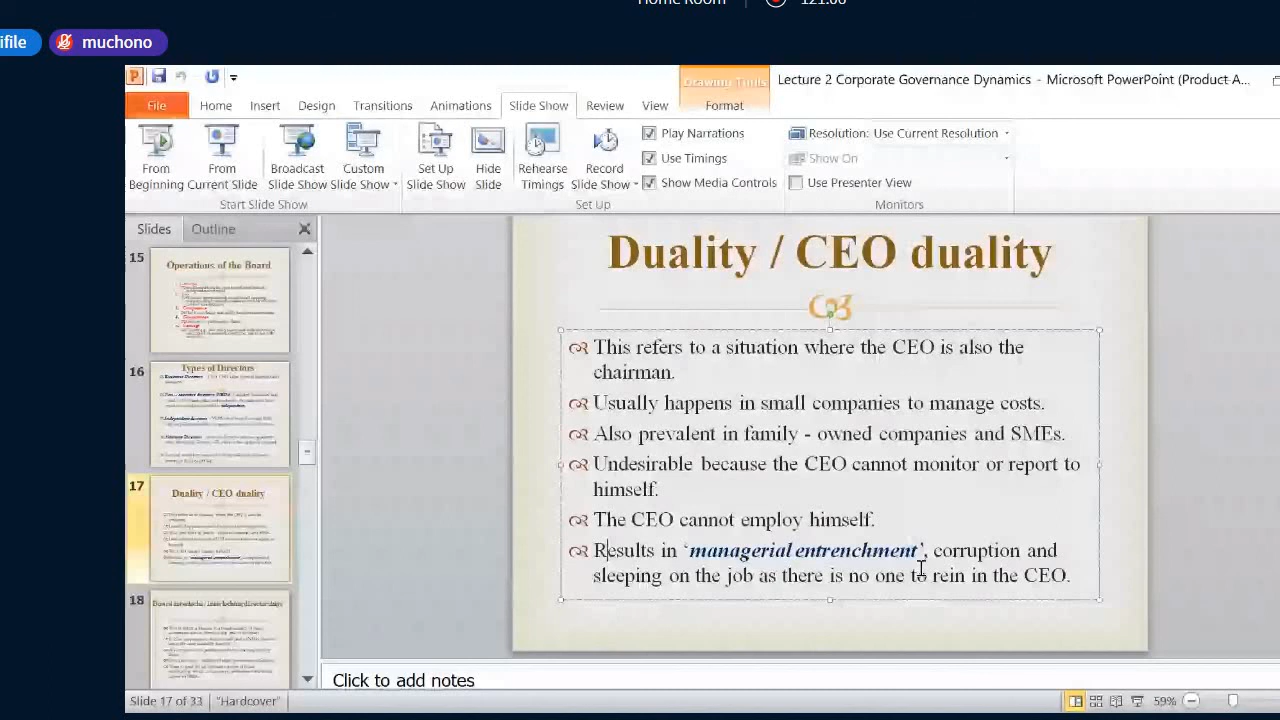 Home Room 121:06
ifile muchono
Lecture 2 Corporate Governance Dynamics - Microsoft PowerPoint (Product A...
Drawing Tools
File Home Insert Design Transitions Animations Slide Show Review View Format
From Beginning
From Current Slide
Broadcast Slide Show
Custom Slide Show
Set Up Slide Show
Hide Slide
Rehearse Timings
Record Slide Show
Play Narrations
Use Timings
Show Media Controls
Resolution: Use Current Resolution
Show On
Use Presenter View
Start Slide Show Set Up Monitors
Slides Outline
15
Operations of the Board
16
Types of Directors
17
Duality / CEO duality
18
Duality / CEO duality
This refers to a situation where the CEO is also the
chairman.
Usually happens in small companies to manage costs.
Also prevalent in family - owned companies and SMEs.
Undesirable because the CEO cannot monitor or report to
himself.
The CEO cannot employ himself.
Results in managerial corruption and
sleeping on the job as there is no one to rein in the CEO.
Click to add notes
Slide 17 of 33 "Hardcover" 59%